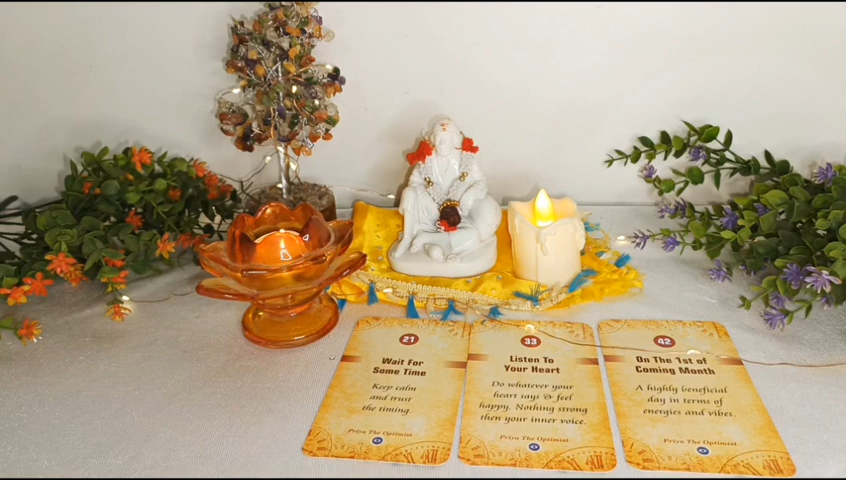 21
Wait For
Some Time
Keep calm
and trust
the timing.
Priya The Optimist
33
Listen To
Your Heart
Do whatever your
heart says & feel
happy. Nothing strong
then your inner voice.
Priya The Optimist
42
On The 1st of
Coming Month
A highly beneficial
day in terms of
energies and vibes.
Priya The Optimist